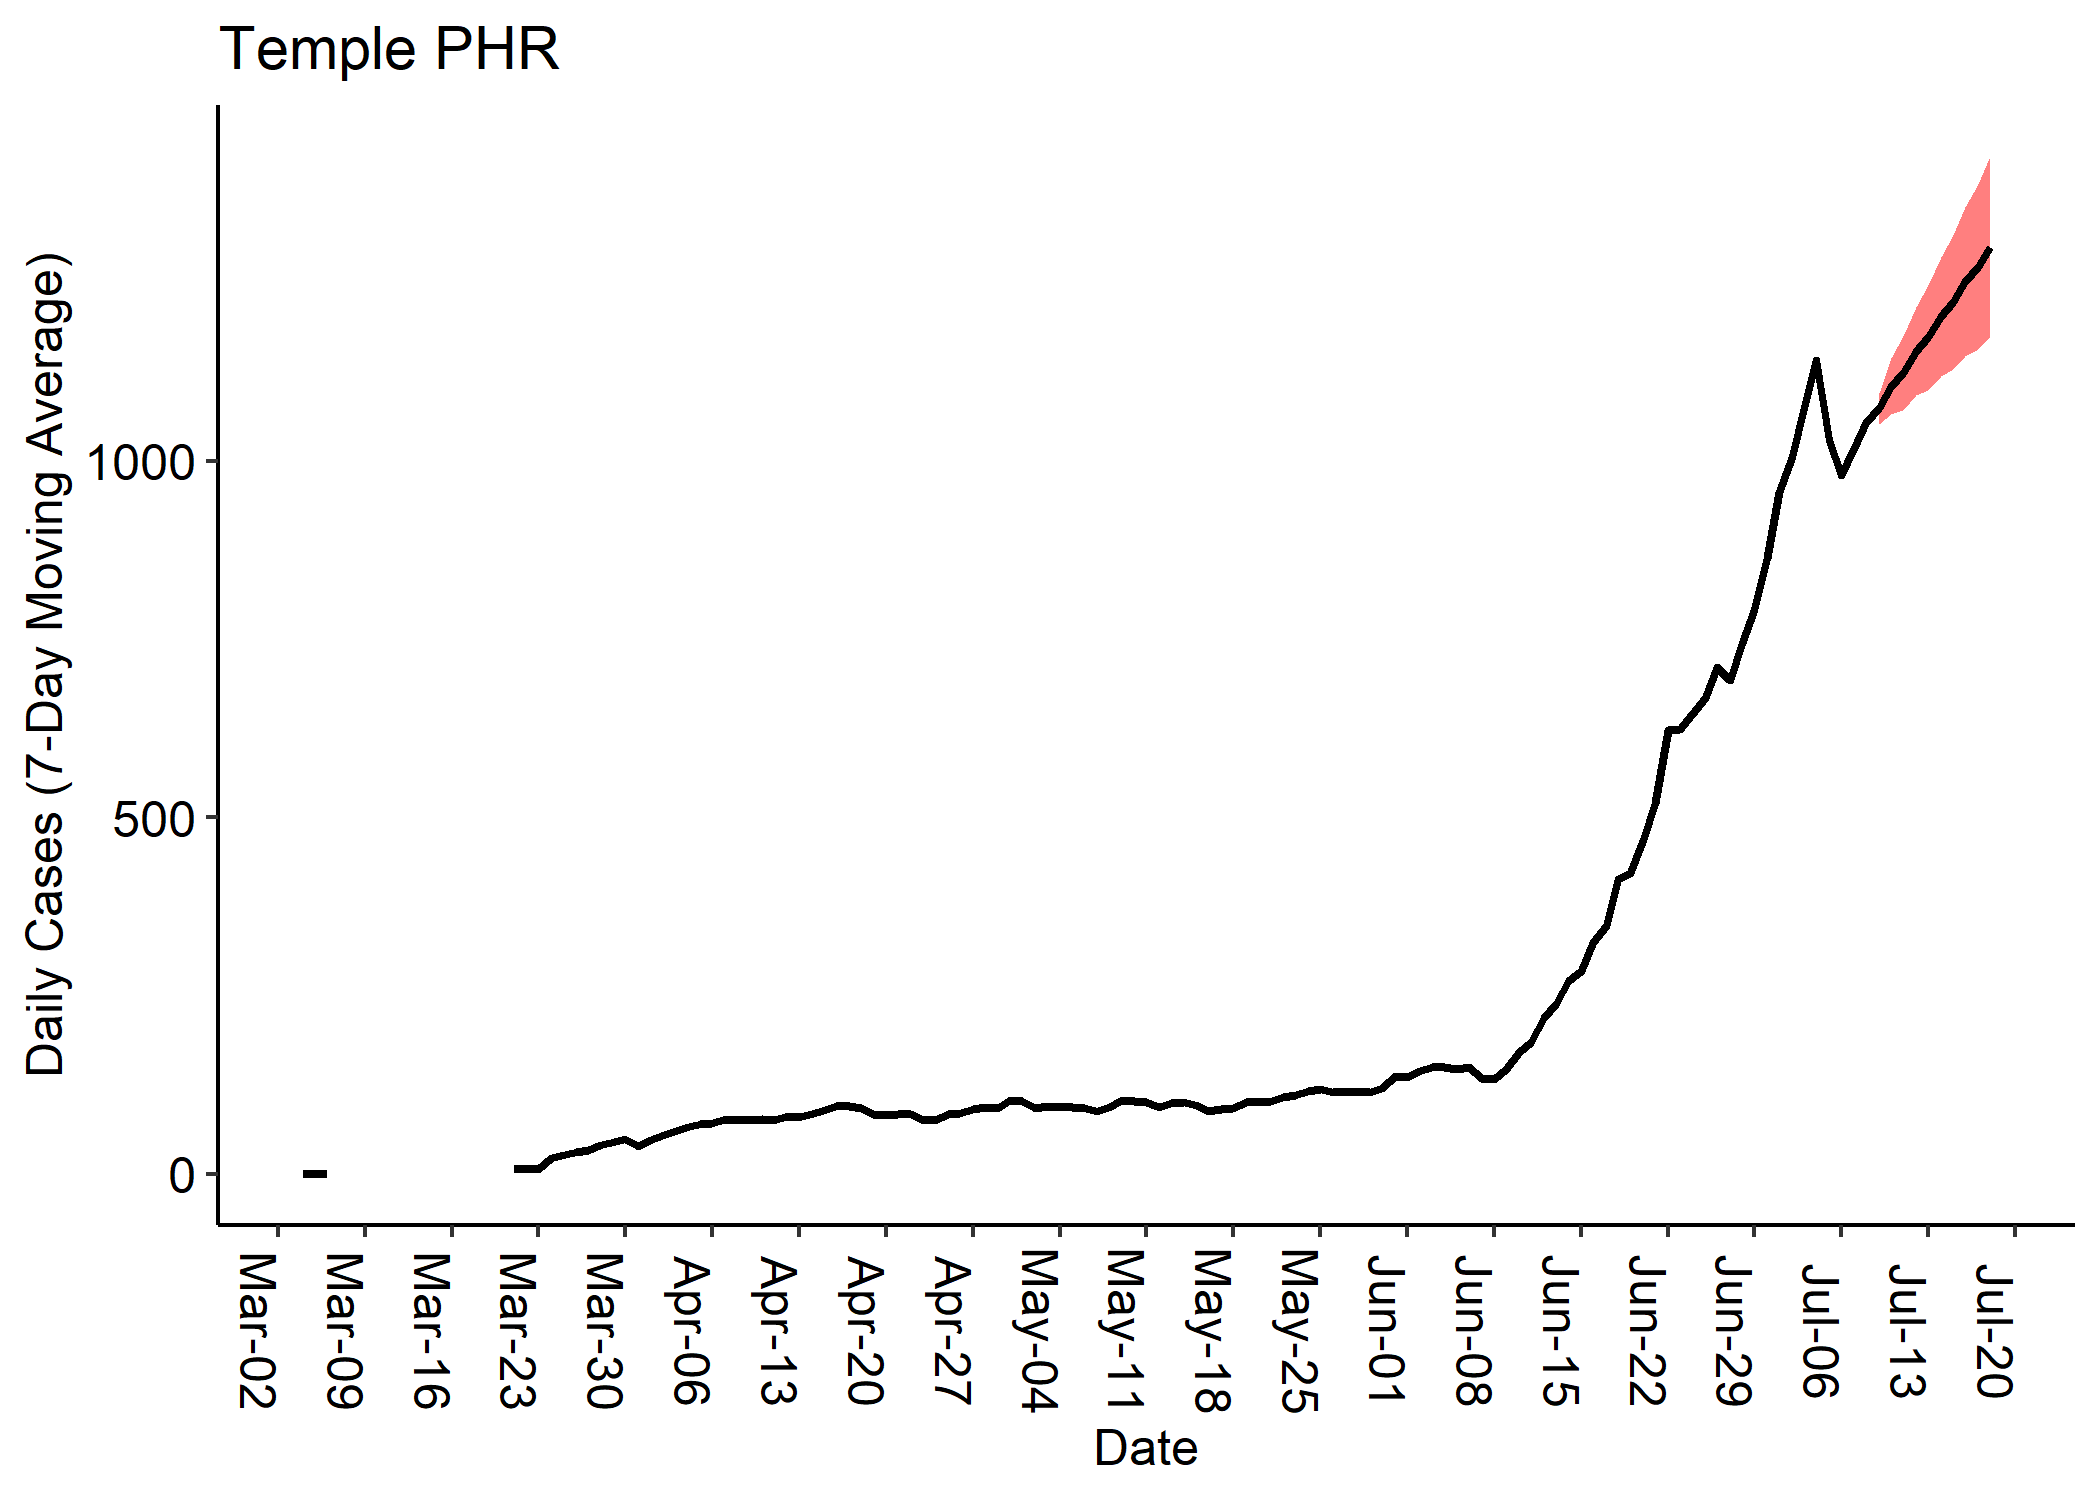 Temple PHR
Daily Cases (7-Day Moving Average)
1000
500
0
Mar-02
Mar-09
Mar-16
Mar-23
Mar-30
Apr-06
Apr-13
Apr-20
Apr-27
May-04
May-11
May-18
May-25
Jun-01
Jun-08
Jun-15
Jun-22
Jun-29
Jul-06
Jul-13
Jul-20
Date